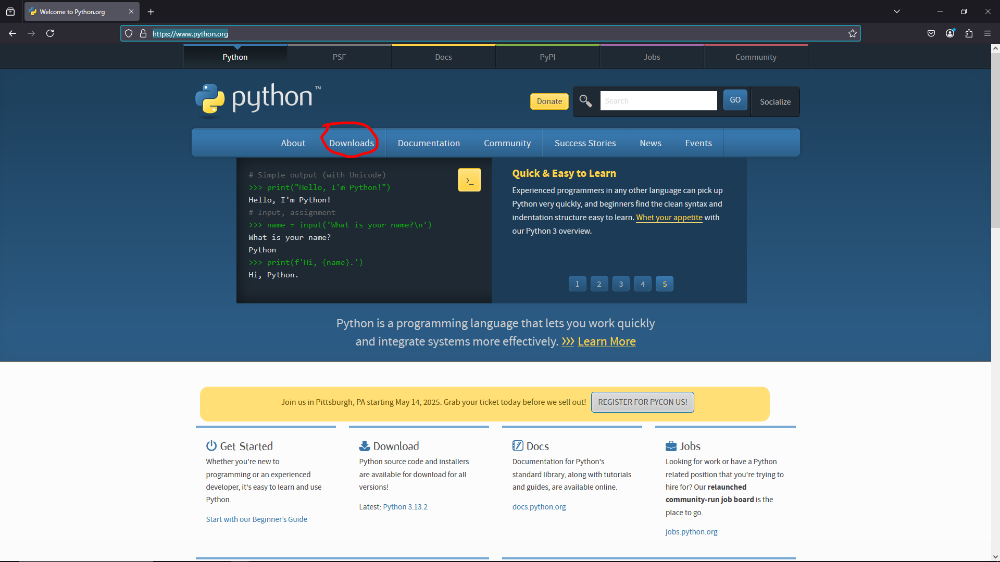 Welcome to Python.org
https://www.python.org
Python
PSF
Docs
PyPI
Jobs
Community
python™
Donate
Search
GO
Socialize
About
Downloads
Documentation
Community
Success Stories
News
Events
# Simple output (with Unicode)
>>> print("Hello, I'm Python!")
Hello, I'm Python!
# Input, assignment
>>> name = input('What is your name?\n')
What is your name?
Python
>>> print(f'Hi, {name}.')
Hi, Python.
>_
Quick & Easy to Learn
Experienced programmers in any other language can pick up
Python very quickly, and beginners find the clean syntax and
indentation structure easy to learn. Whet your appetite with
our Python 3 overview.
1 2 3 4 5
Python is a programming language that lets you work quickly
and integrate systems more effectively. >>> Learn More
Join us in Pittsburgh, PA starting May 14, 2025. Grab your ticket today before we sell out! REGISTER FOR PYCON US!
Get Started
Whether you're new to
programming or an experienced
developer, it's easy to learn and use
Python.
Start with our Beginner’s Guide
Download
Python source code and installers
are available for download for all
versions!
Latest: Python 3.13.2
Docs
Documentation for Python's
standard library, along with tutorials
and guides, are available online.
docs.python.org
Jobs
Looking for work or have a Python
related position that you're trying to
hire for? Our relaunched
community-run job board is the
place to go.
jobs.python.org